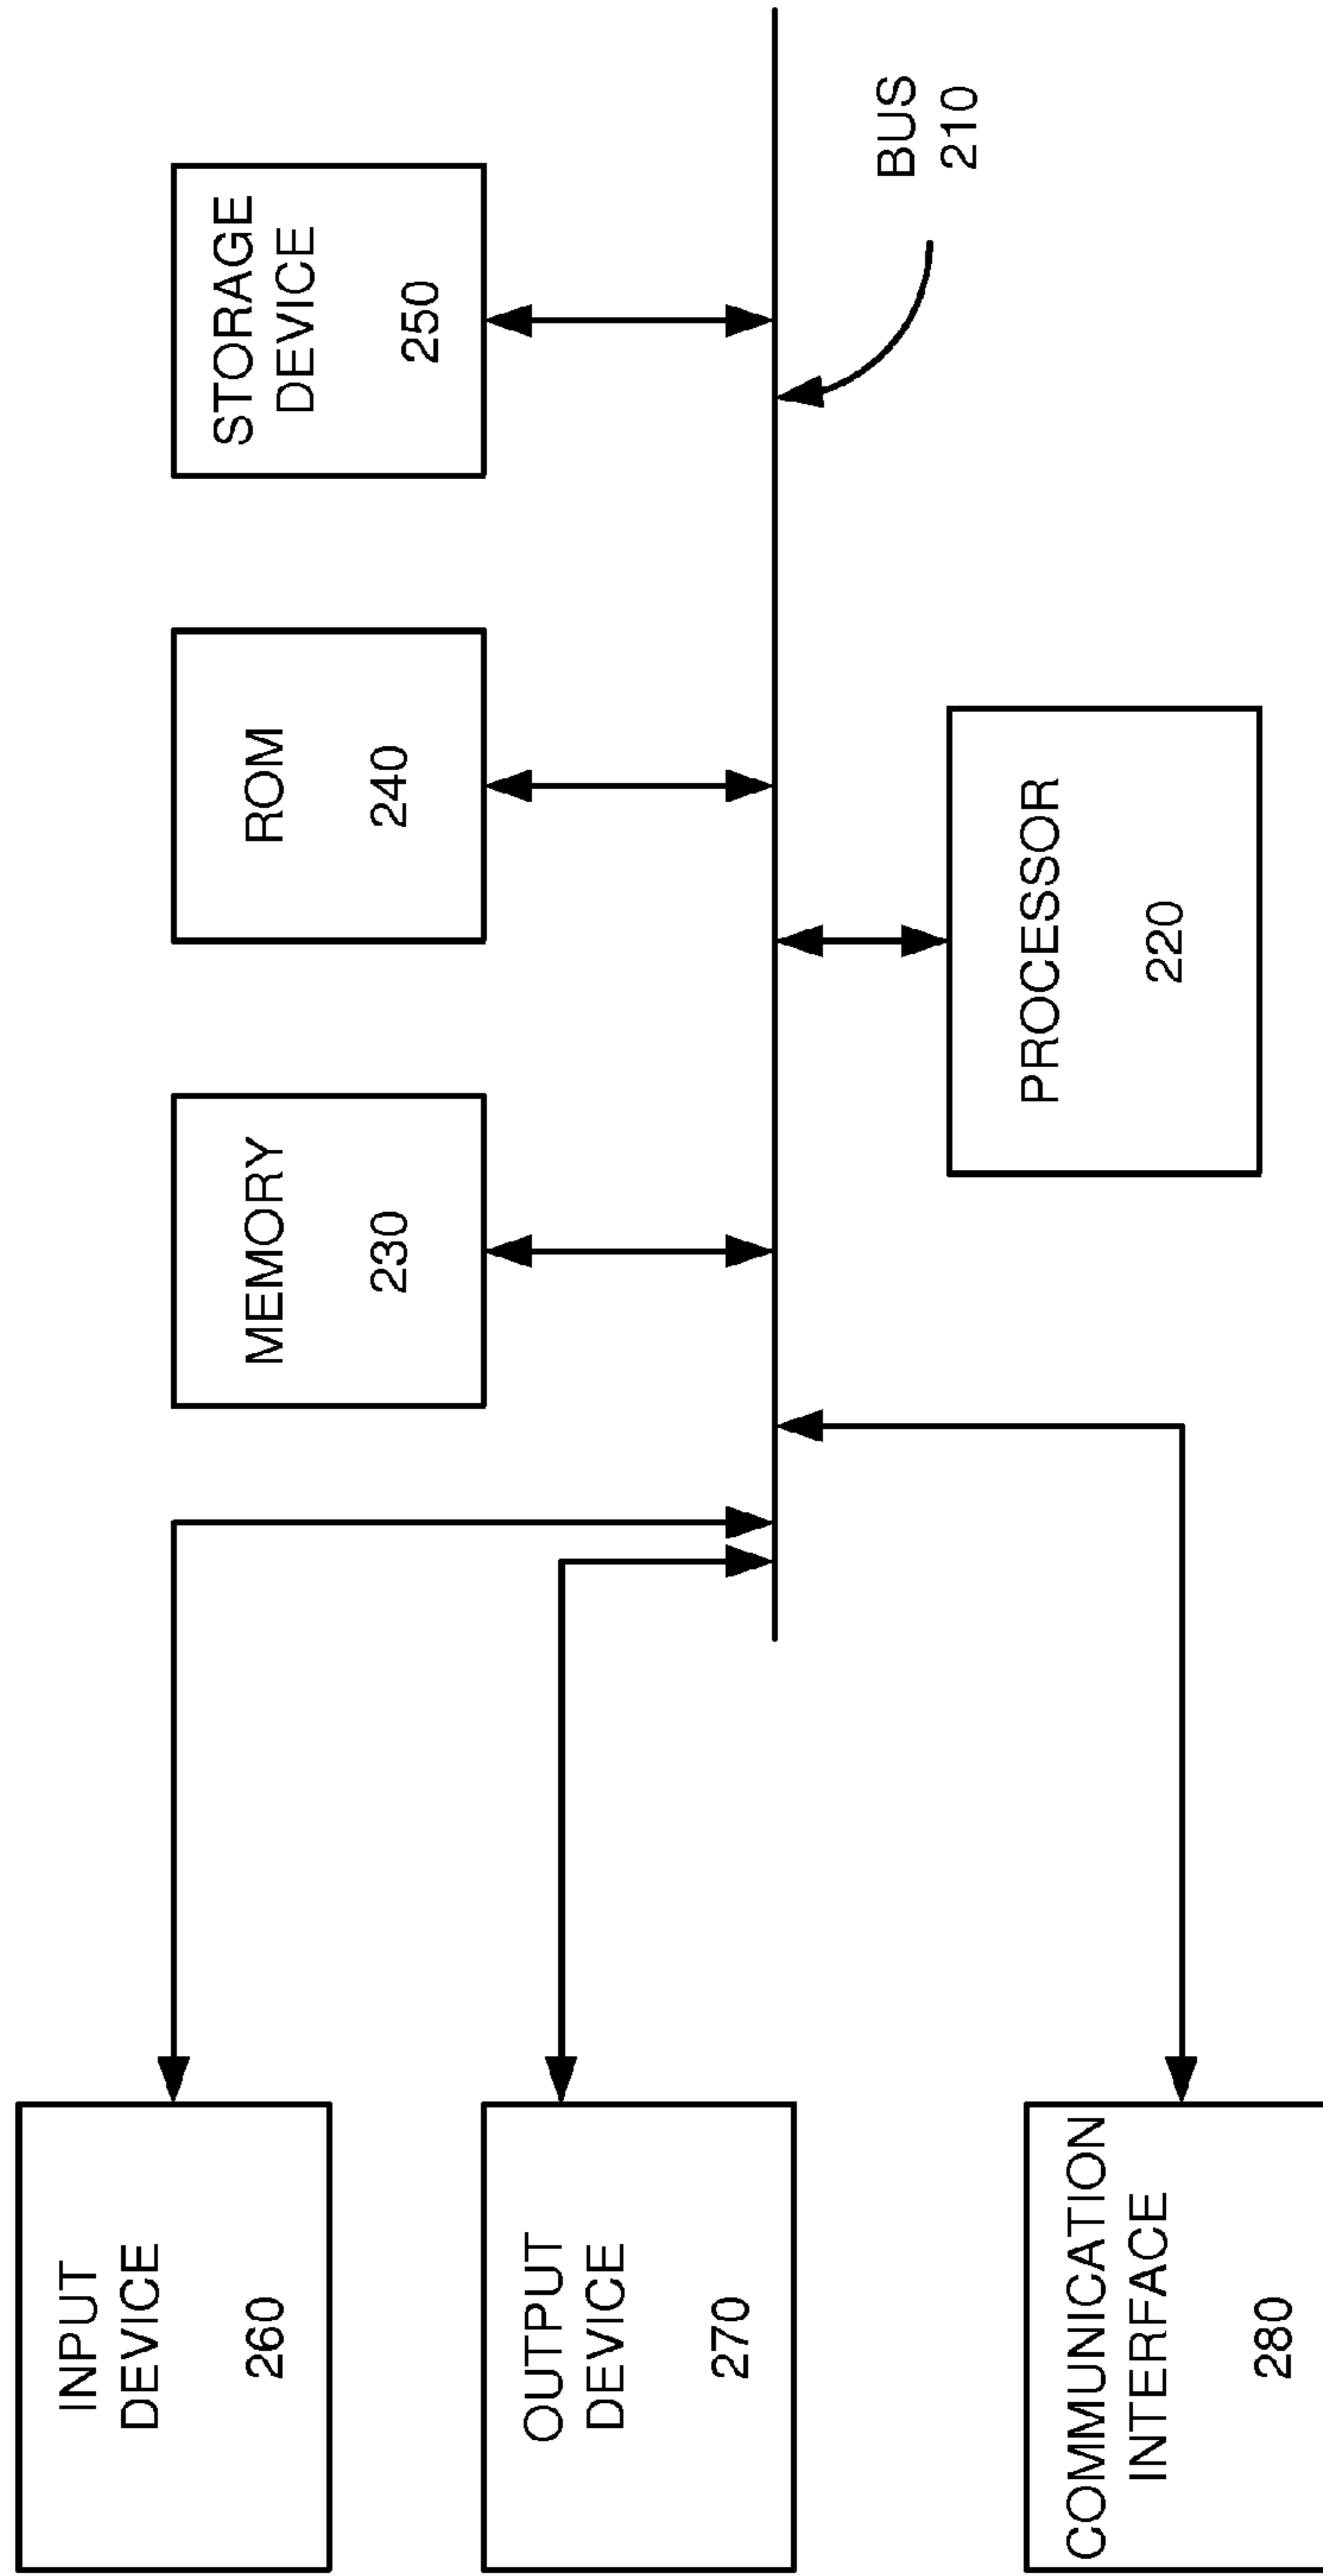 INPUT
DEVICE
260
MEMORY
230
ROM
240
STORAGE
DEVICE
250
OUTPUT
DEVICE
270
BUS
210
PROCESSOR
220
COMMUNICATION
INTERFACE
280